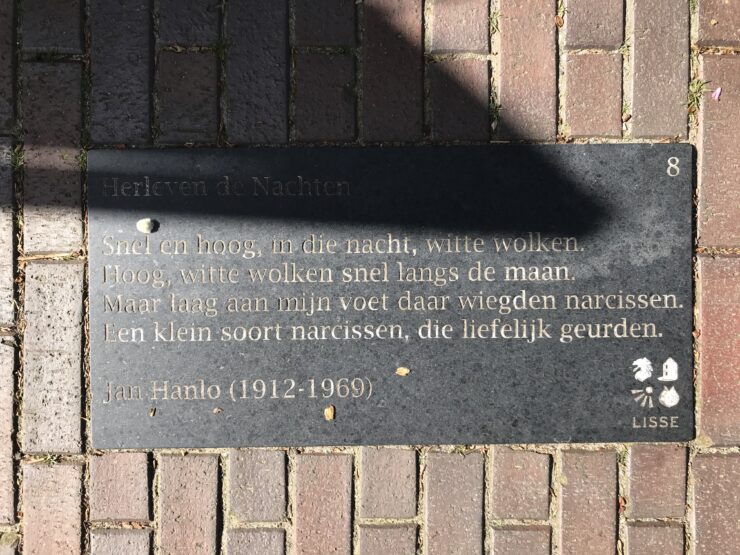 8
Herleven de Nachten
Snel en hoog, in die nacht, witte wolken.
Hoog, witte wolken snel langs de maan.
Maar laag aan mijn voet daar wiegden narcissen.
Een klein soort narcissen, die liefelijk geurden.
Jan Hanlo (1912-1969)
LISSE